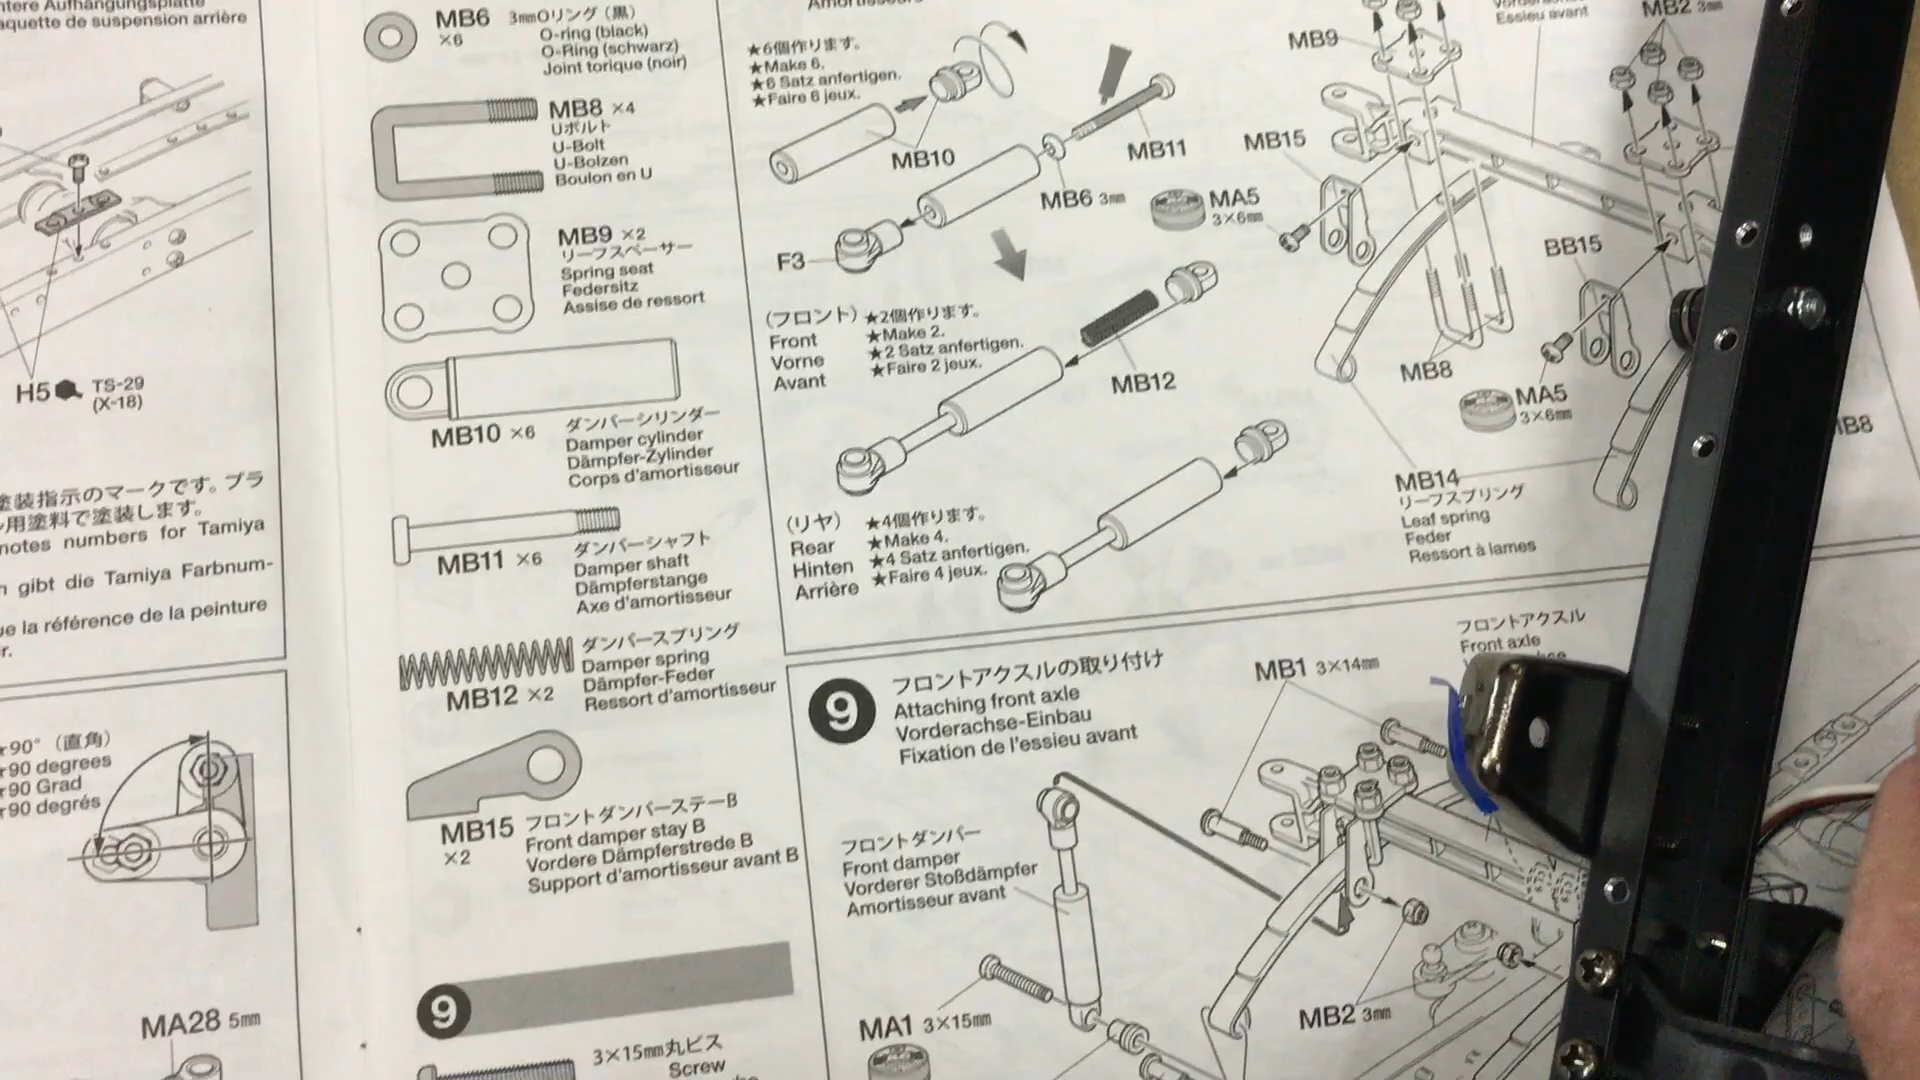 aquette de suspension arrière
H5 TS-29
(X-18)
塗装指示のマークです。プラ
用塗料で塗装します。
notes numbers for Tamiya
gibt die Tamiya Farbnum-
ue la référence de la peinture
r.
★90°（直角）
★90 degrees
★90 Grad
★90 degrés
MA28 5mm
MB6 3mmOリング（黒）
×6 O-ring (black)
O-Ring (schwarz)
Joint torique (noir)
MB8 ×4
Uボルト
U-Bolt
U-Bolzen
Boulon en U
MB9 ×2
リーフスペーサー
Spring seat
Federsitz
Assise de ressort
MB10 ×6 ダンパーシリンダー
Damper cylinder
Dämpfer-Zylinder
Corps d'amortisseur
MB11 ×6 ダンパーシャフト
Damper shaft
Dämpferstange
Axe d'amortisseur
MB12 ×2 ダンパースプリング
Damper spring
Dämpfer-Feder
Ressort d'amortisseur
MB15 フロントダンパーステーB
×2 Front damper stay B
Vordere Dämpferstrede B
Support d'amortisseur avant B
9
3×15mm丸ビス
Screw
★6個作ります。
★Make 6.
★6 Satz anfertigen.
★Faire 6 jeux.
MB10
MB11
MB6 3mm
F3
MA5
3×6mm
（フロント）★2個作ります。
Front ★Make 2.
Vorne ★2 Satz anfertigen.
Avant ★Faire 2 jeux.
MB12
（リヤ）★4個作ります。
Rear ★Make 4.
Hinten ★4 Satz anfertigen.
Arrière ★Faire 4 jeux.
Essieu avant
MB2 3mm
MB9
MB15
BB15
MB8
MA5
3×6mm
MB8
MB14
リーフスプリング
Leaf spring
Feder
Ressort à lames
9 フロントアクスルの取り付け
Attaching front axle
Vorderachse-Einbau
Fixation de l'essieu avant
MB1 3×14mm
フロントアクスル
Front axle
フロントダンパー
Front damper
Vorderer Stoßdämpfer
Amortisseur avant
MA1 3×15mm
MB2 3mm